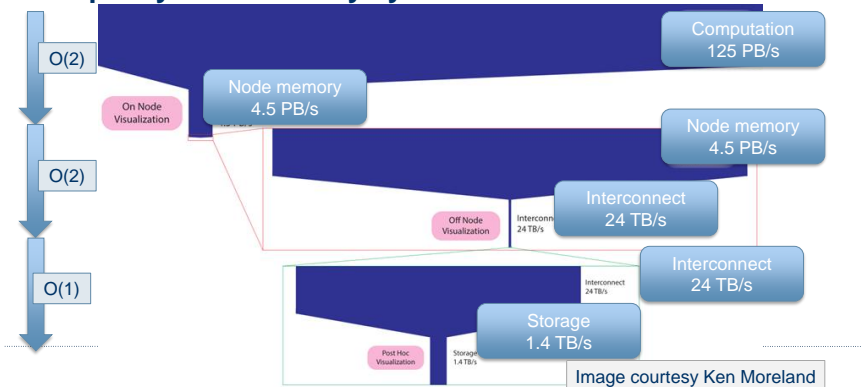 Computation
125 PB/s
O(2)
Node memory
4.5 PB/s
On Node
Visualization
Node memory
4.5 PB/s
O(2)
Interconnect
24 TB/s
Off Node
Visualization
24 TB/s
Interconnect
24 TB/s
O(1)
Interconnect
24 TB/s
Storage
1.4 TB/s
Post Hoc
Visualization
1.4 TB/s
Image courtesy Ken Moreland